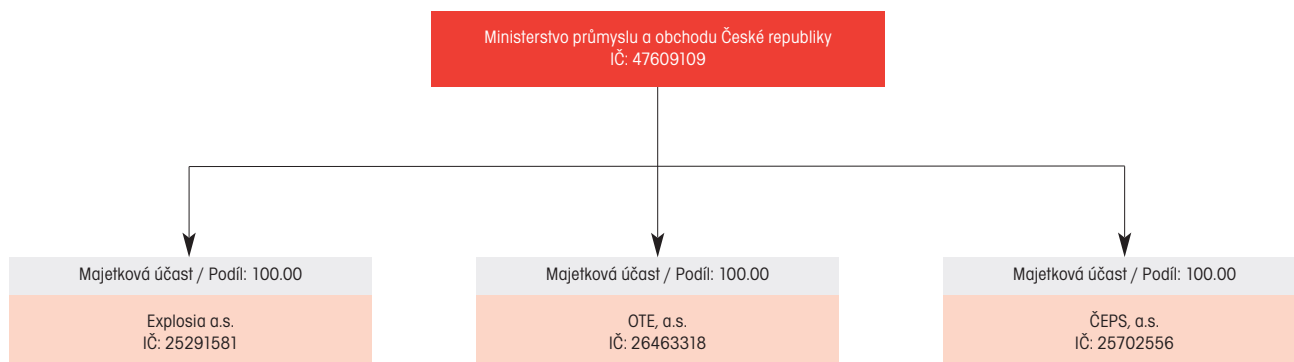 Ministerstvo průmyslu a obchodu České republiky
IČ: 47609109
Majetková účast / Podíl: 100.00
Explosia a.s.
IČ: 25291581
Majetková účast / Podíl: 100.00
OTE, a.s.
IČ: 26463318
Majetková účast / Podíl: 100.00
ČEPS, a.s.
IČ: 25702556